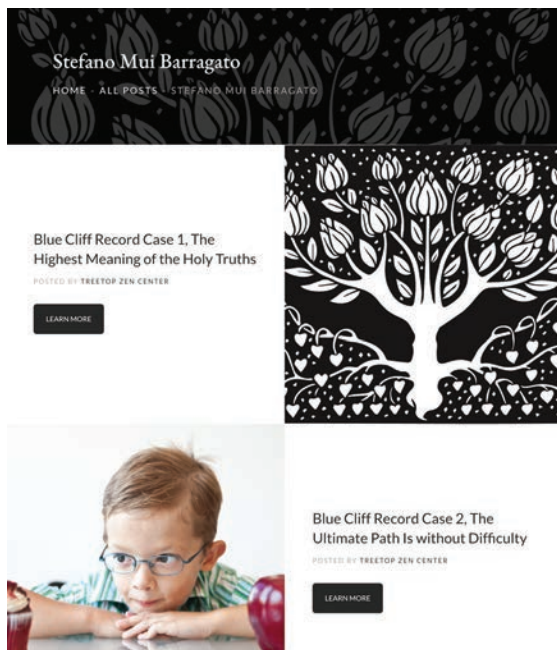 Stefano Mui Barragato
HOME - ALL POSTS - STEFANO MUI BARRAGATO
Blue Cliff Record Case 1, The
Highest Meaning of the Holy Truths
POSTED BY TREETOP ZEN CENTER
LEARN MORE
Blue Cliff Record Case 2, The
Ultimate Path Is without Difficulty
POSTED BY TREETOP ZEN CENTER
LEARN MORE